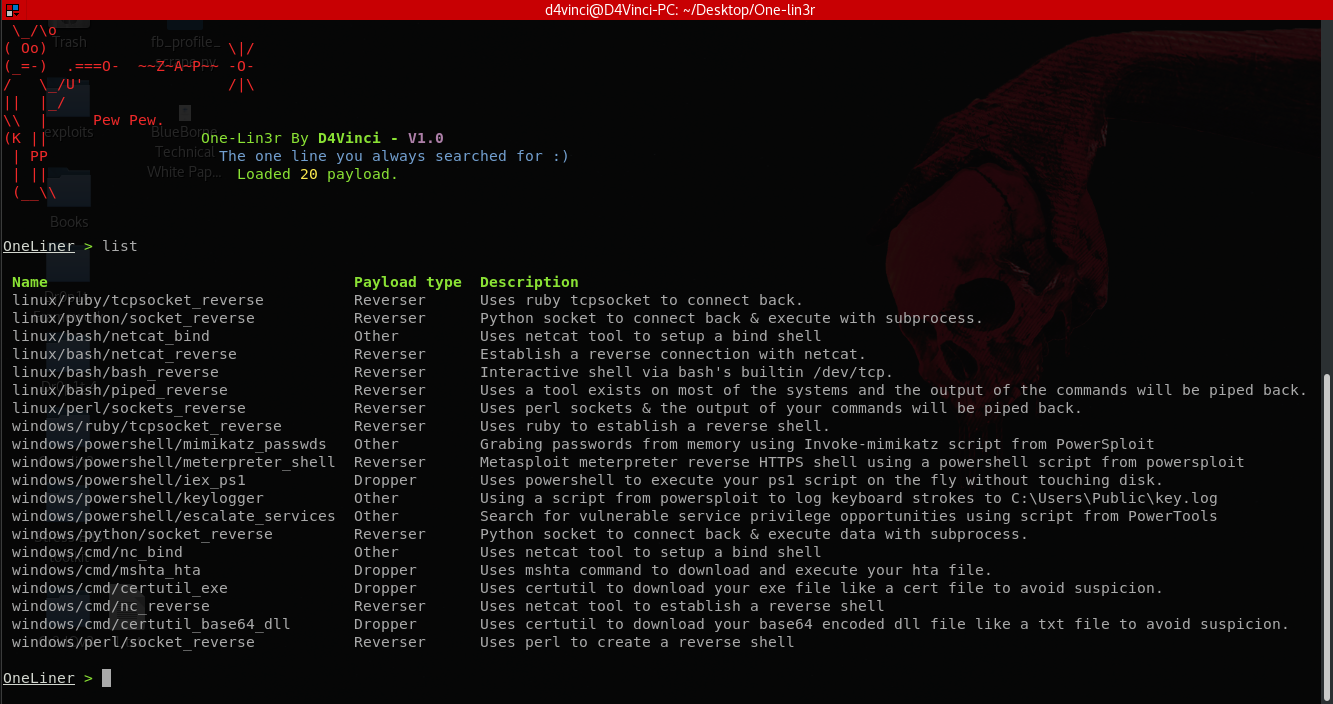 d4vinci@D4Vinci-PC: ~/Desktop/One-lin3r
 \_/\o
( Oo)                    \|/
(_=-)  .===O-  ~~Z~A~P~~ -O-
/   \_/U'                /|\
||  |_/
\\  |     Pew Pew.
(K ||                 One-Lin3r By D4Vinci - V1.0
 | PP                   The one line you always searched for :)
 | ||                     Loaded 20 payload.
 (__\\
Trash
fb_profile_
exploits
BlueBorne
Technical
White Pap...
Books
OneLiner > list
Name Payload type Description
linux/ruby/tcpsocket_reverse Reverser Uses ruby tcpsocket to connect back.
linux/python/socket_reverse Reverser Python socket to connect back & execute with subprocess.
linux/bash/netcat_bind Other Uses netcat tool to setup a bind shell
linux/bash/netcat_reverse Reverser Establish a reverse connection with netcat.
linux/bash/bash_reverse Reverser Interactive shell via bash's builtin /dev/tcp.
linux/bash/piped_reverse Reverser Uses a tool exists on most of the systems and the output of the commands will be piped back.
linux/perl/sockets_reverse Reverser Uses perl sockets & the output of your commands will be piped back.
windows/ruby/tcpsocket_reverse Reverser Uses ruby to establish a reverse shell.
windows/powershell/mimikatz_passwds Other Grabing passwords from memory using Invoke-mimikatz script from PowerSploit
windows/powershell/meterpreter_shell Reverser Metasploit meterpreter reverse HTTPS shell using a powershell script from powersploit
windows/powershell/iex_ps1 Dropper Uses powershell to execute your ps1 script on the fly without touching disk.
windows/powershell/keylogger Other Using a script from powersploit to log keyboard strokes to C:\Users\Public\key.log
windows/powershell/escalate_services Other Search for vulnerable service privilege opportunities using script from PowerTools
windows/python/socket_reverse Reverser Python socket to connect back & execute data with subprocess.
windows/cmd/nc_bind Other Uses netcat tool to setup a bind shell
windows/cmd/mshta_hta Dropper Uses mshta command to download and execute your hta file.
windows/cmd/certutil_exe Dropper Uses certutil to download your exe file like a cert file to avoid suspicion.
windows/cmd/nc_reverse Reverser Uses netcat tool to establish a reverse shell
windows/cmd/certutil_base64_dll Dropper Uses certutil to download your base64 encoded dll file like a txt file to avoid suspicion.
windows/perl/socket_reverse Reverser Uses perl to create a reverse shell
OneLiner >